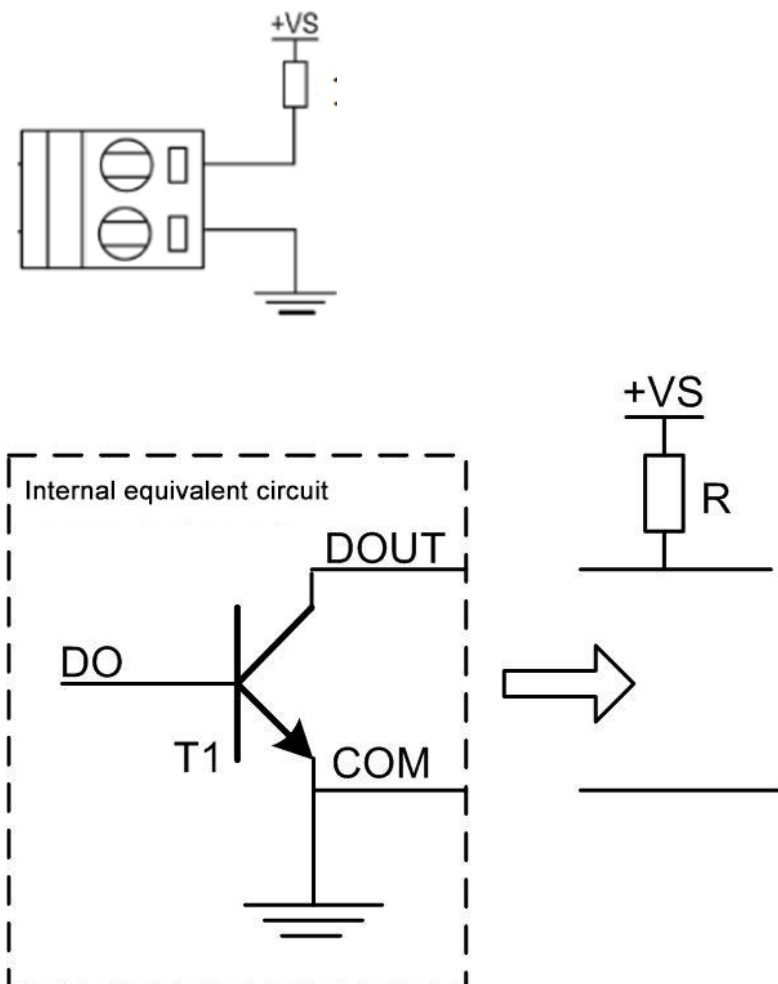 +VS
+VS
Internal equivalent circuit
R
DOUT
DO
T1
COM